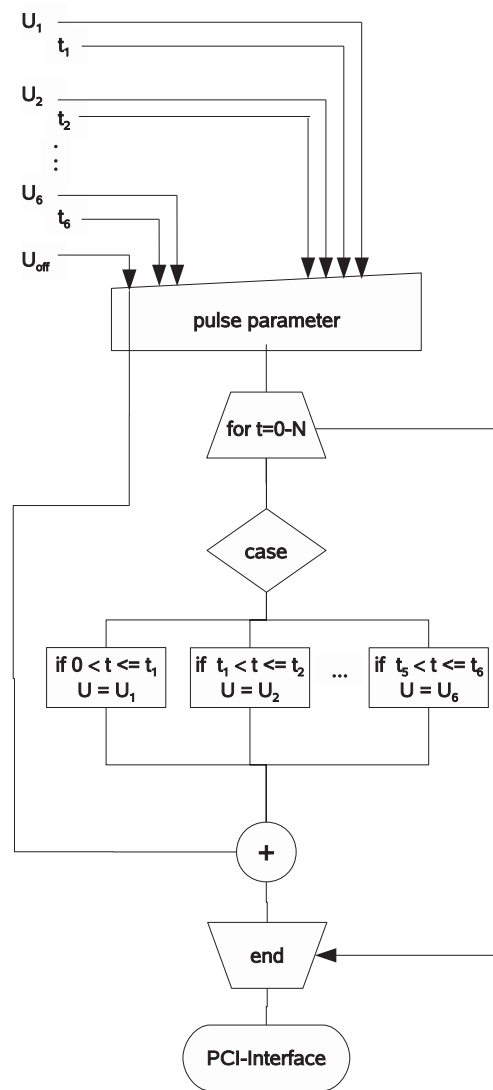 U1
t1
U2
t2
⋮
U6
t6
Uoff
pulse parameter
for t=0-N
case
if 0 < t <= t1
U = U1
if t1 < t <= t2
U = U2
...
if t5 < t <= t6
U = U6
+
end
PCI-Interface